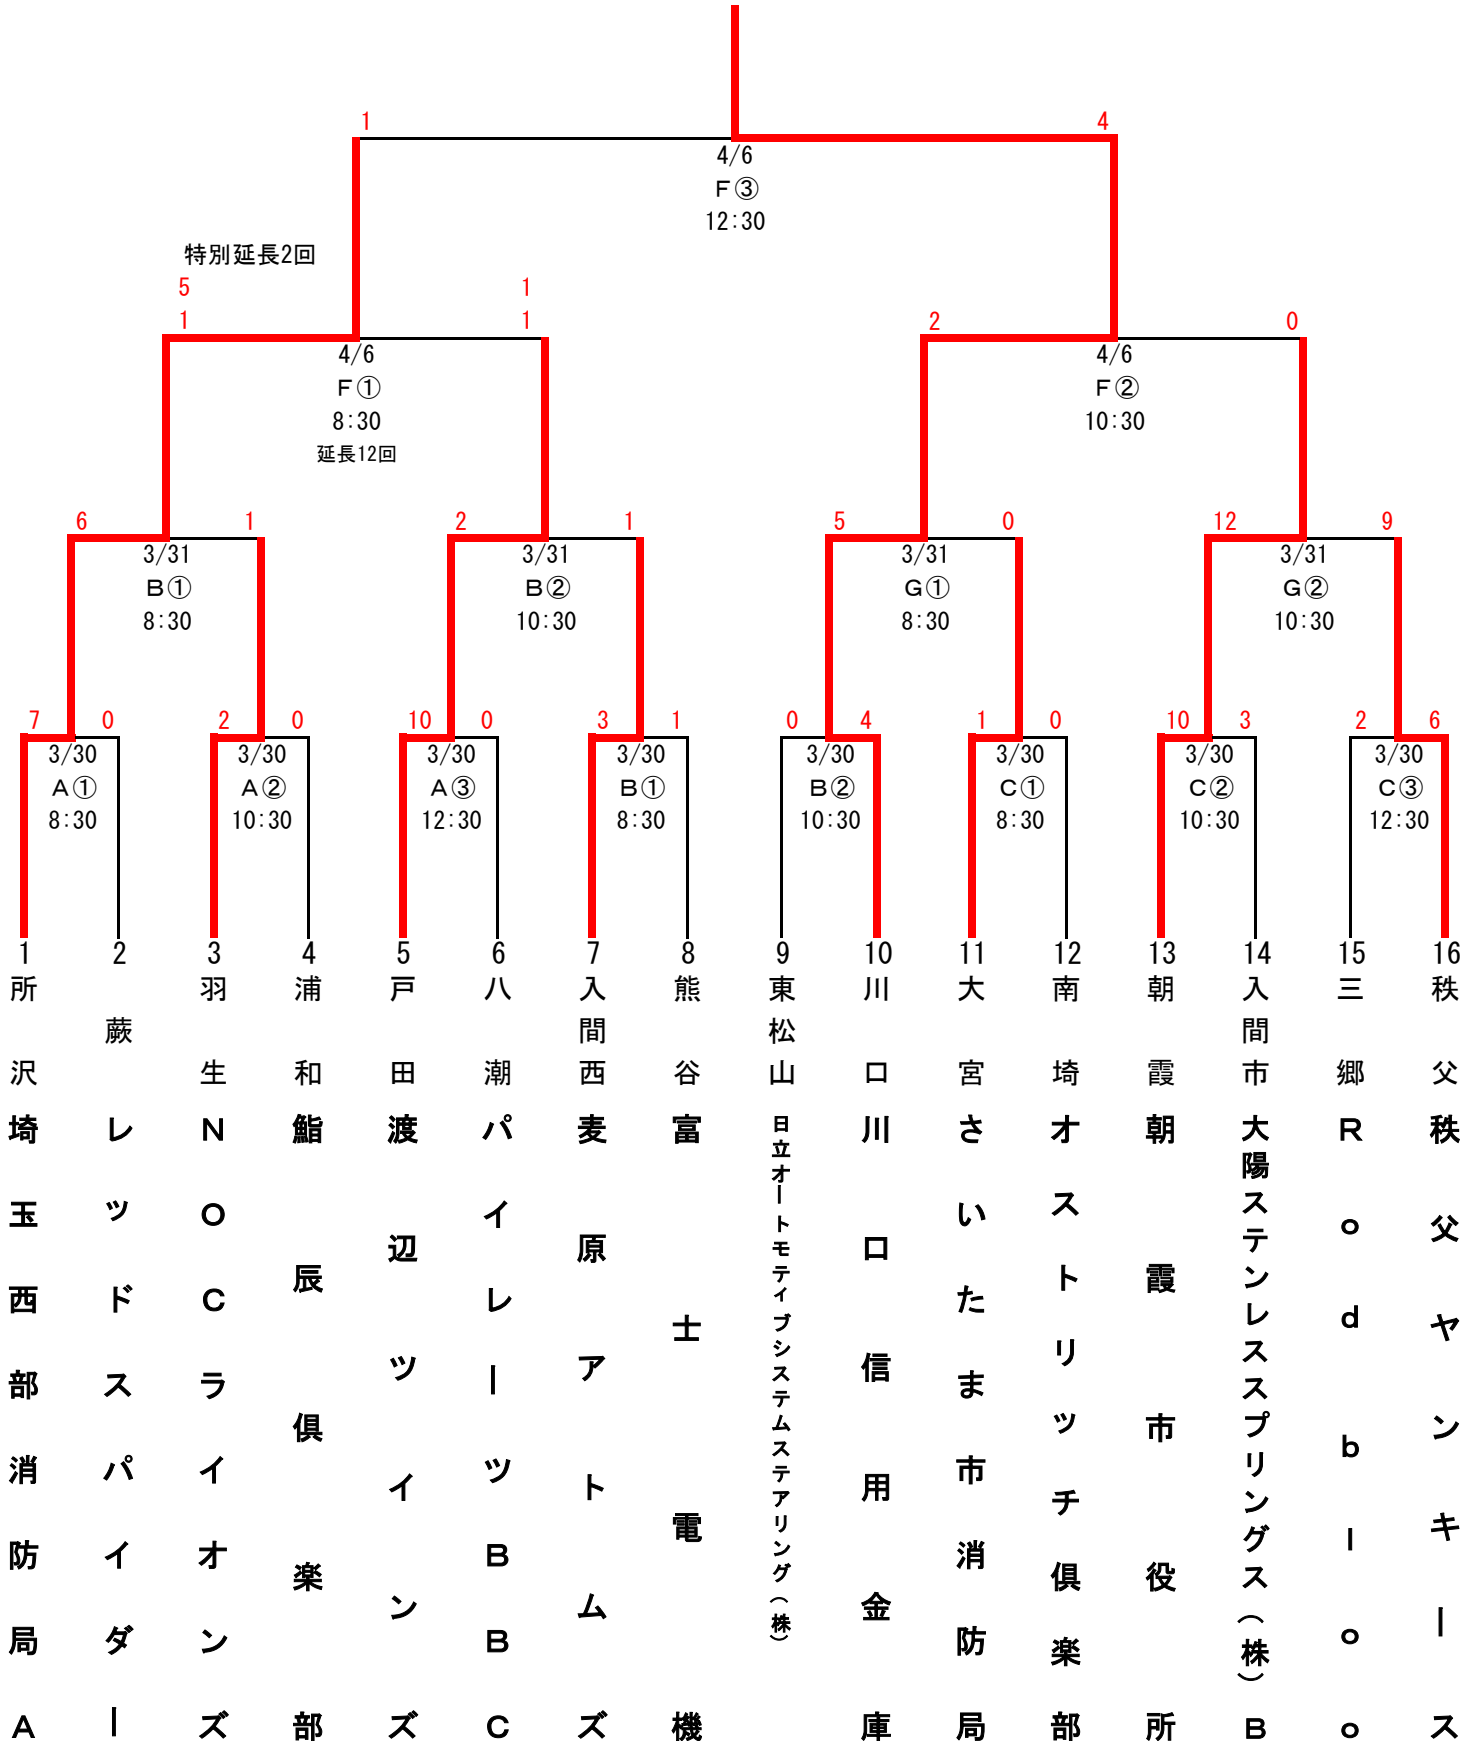 1 4
4/6
F③
12:30
特別延長2回
5 1
1 1 2 0
4/6 4/6
F① F②
8:30 10:30
延長12回
6 1 2 1 5 0 12 9
3/31 3/31 3/31 3/31
B① B② G① G②
8:30 10:30 8:30 10:30
7 0 2 0 10 0 3 1 0 4 1 0 10 3 2 6
3/30 3/30 3/30 3/30 3/30 3/30 3/30 3/30
A① A② A③ B① B② C① C② C③
8:30 10:30 12:30 8:30 10:30 8:30 10:30 12:30
1 2 3 4 5 6 7 8 9 10 11 12 13 14 15 16
所沢
埼玉西部消防局A
蕨
レッドスパイダー
羽生
NOCライオンズ
浦和
鮨辰倶楽部
戸田
渡辺ツインズ
八潮
パイレーツBBC
入間西
麦原アトムズ
熊谷
富士電機
東松山
日立オートモティブシステムステアリング(株)
川口
川口信用金庫
大宮
さいたま市消防局
南埼
オストリッチ倶楽部
朝霞
朝霞市役所
入間市
大陽ステンレススプリングス(株)B
三郷
Rodbloo
秩父
秩父ヤンキース